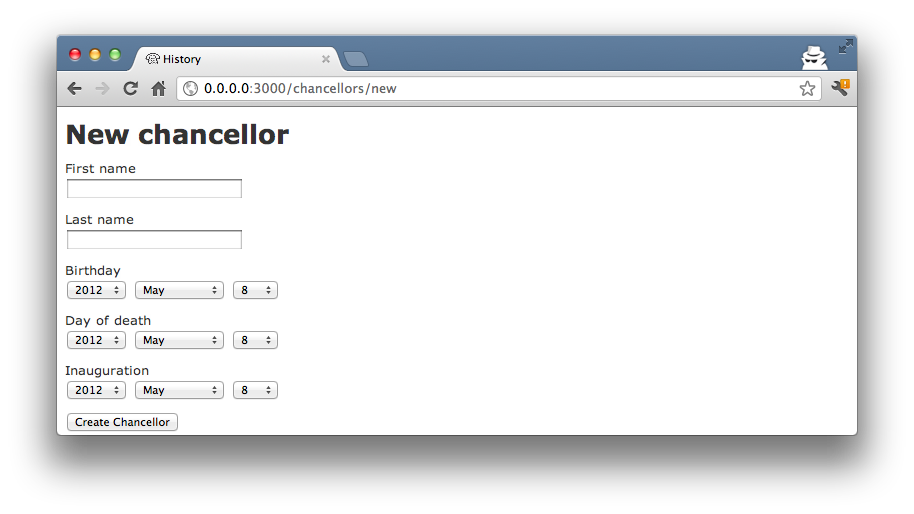 History
0.0.0.0:3000/chancellors/new
New chancellor
First name
Last name
Birthday
2012 May 8
Day of death
2012 May 8
Inauguration
2012 May 8
Create Chancellor